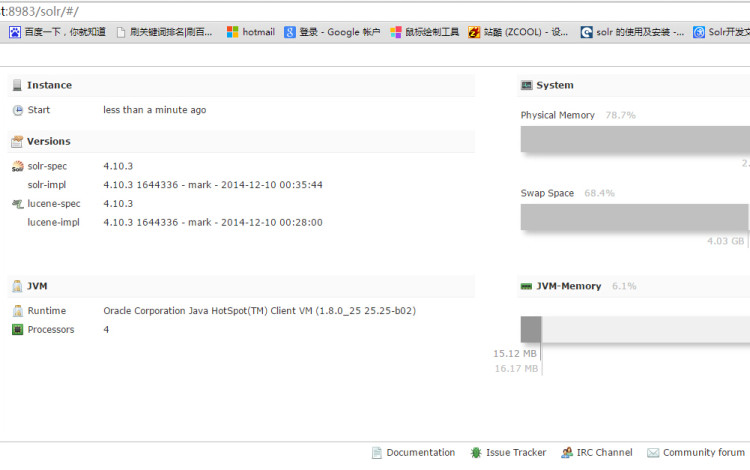 t:8983/solr/#/
百度一下，你就知道 刷关键词排名|刷百... hotmail 登录 - Google 帐户 鼠标绘制工具 站酷 (ZCOOL) - 设... solr 的使用及安装 -... Solr开发文
Instance
Start less than a minute ago
Versions
solr-spec 4.10.3
solr-impl 4.10.3 1644336 - mark - 2014-12-10 00:35:44
lucene-spec 4.10.3
lucene-impl 4.10.3 1644336 - mark - 2014-12-10 00:28:00
JVM
Runtime Oracle Corporation Java HotSpot(TM) Client VM (1.8.0_25 25.25-b02)
Processors 4
System
Physical Memory 78.7%
2.
Swap Space 68.4%
4.03 GB
JVM-Memory 6.1%
15.12 MB
16.17 MB
Documentation Issue Tracker IRC Channel Community forum